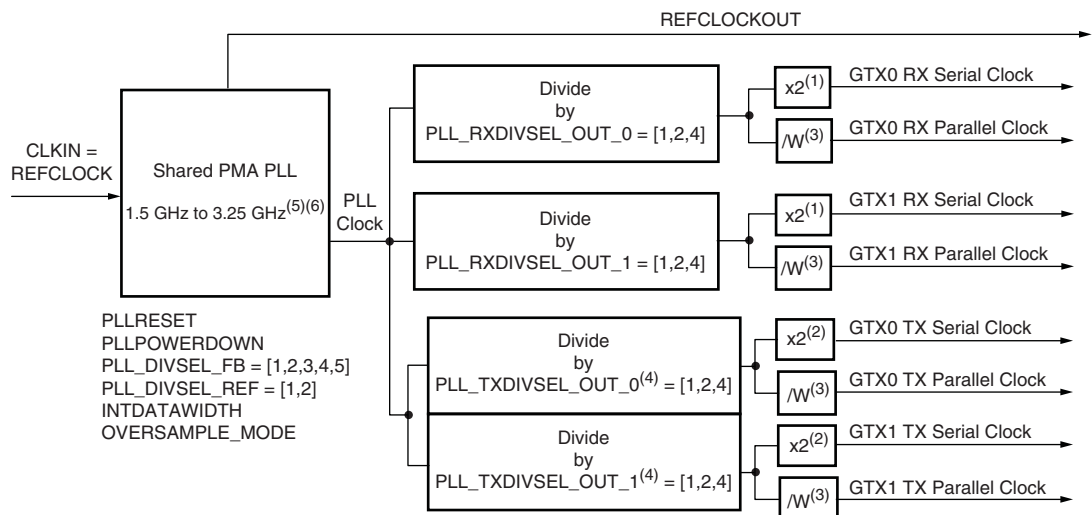 REFCLOCKOUT
CLKIN =
REFCLOCK
Shared PMA PLL
1.5 GHz to 3.25 GHz(5)(6)
PLL
Clock
PLLRESET
PLLPOWERDOWN
PLL_DIVSEL_FB = [1,2,3,4,5]
PLL_DIVSEL_REF = [1,2]
INTDATAWIDTH
OVERSAMPLE_MODE
Divide
by
PLL_RXDIVSEL_OUT_0 = [1,2,4]
x2(1)
GTX0 RX Serial Clock
/W(3)
GTX0 RX Parallel Clock
Divide
by
PLL_RXDIVSEL_OUT_1 = [1,2,4]
x2(1)
GTX1 RX Serial Clock
/W(3)
GTX1 RX Parallel Clock
Divide
by
PLL_TXDIVSEL_OUT_0(4) = [1,2,4]
x2(2)
GTX0 TX Serial Clock
/W(3)
GTX0 TX Parallel Clock
Divide
by
PLL_TXDIVSEL_OUT_1(4) = [1,2,4]
x2(2)
GTX1 TX Serial Clock
/W(3)
GTX1 TX Parallel Clock